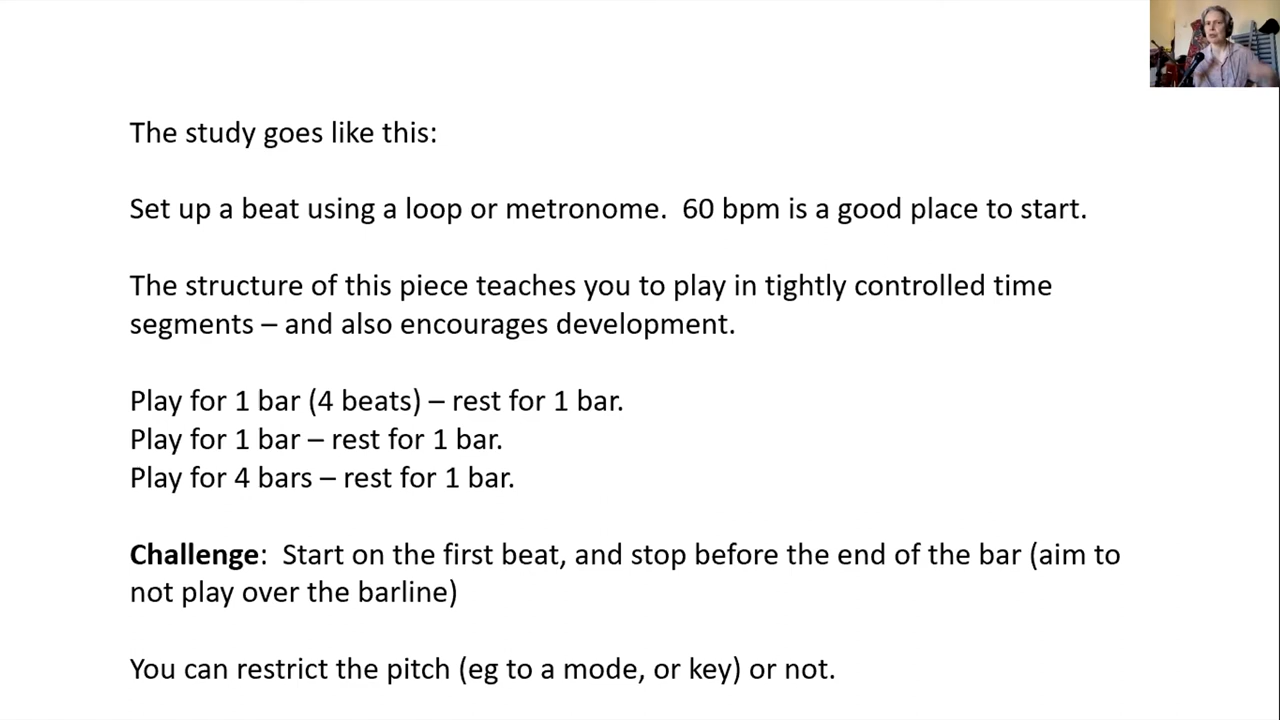 The study goes like this:
Set up a beat using a loop or metronome.  60 bpm is a good place to start.
The structure of this piece teaches you to play in tightly controlled time
segments – and also encourages development.
Play for 1 bar (4 beats) – rest for 1 bar.
Play for 1 bar – rest for 1 bar.
Play for 4 bars – rest for 1 bar.
Challenge:  Start on the first beat, and stop before the end of the bar (aim to
not play over the barline)
You can restrict the pitch (eg to a mode, or key) or not.